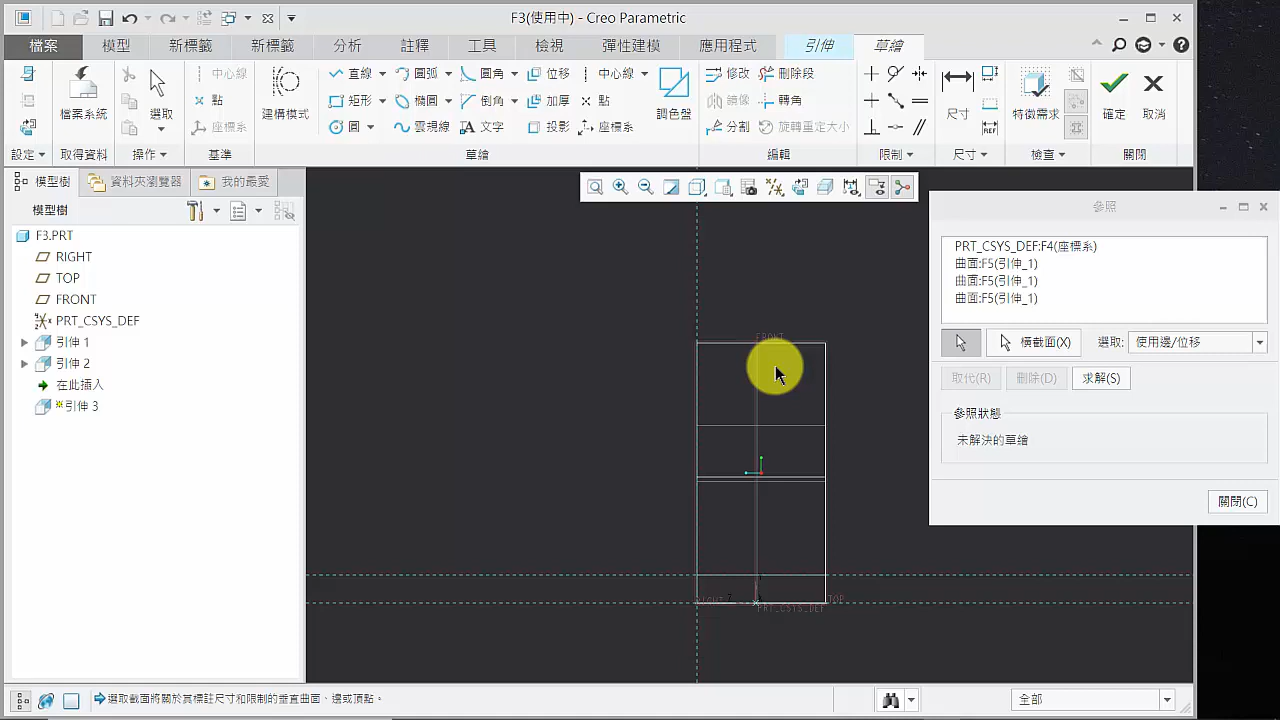 F3(使用中) - Creo Parametric
檔案 模型 新標籤 新標籤 分析 註釋 工具 檢視 彈性建模 應用程式 引伸 草繪
中心線 直線 圓弧 圓角 位移 中心線 修改 刪除段
檔案系統 選取 點 建構模式 矩形 橢圓 倒角 加厚 點 調色盤 鏡像 轉角 尺寸 特徵需求 確定 取消
座標系 圓 雲規線 文字 投影 座標系 分割 旋轉重定大小
設定 取得資料 操作 基準 草繪 編輯 限制 尺寸 檢查 關閉
模型樹 資料夾瀏覽器 我的最愛
模型樹
F3.PRT
RIGHT
TOP
FRONT
PRT_CSYS_DEF
引伸 1
引伸 2
在此插入
引伸 3
FRONT
RIGHT
TOP
PRT_CSYS_DEF
參照
PRT_CSYS_DEF:F4(座標系)
曲面:F5(引伸_1)
曲面:F5(引伸_1)
曲面:F5(引伸_1)
橫截面(X) 選取: 使用邊/位移
取代(R) 刪除(D) 求解(S)
參照狀態
未解決的草繪
關閉(C)
選取截面將關於其標註尺寸和限制的垂直曲面、邊或頂點。
全部